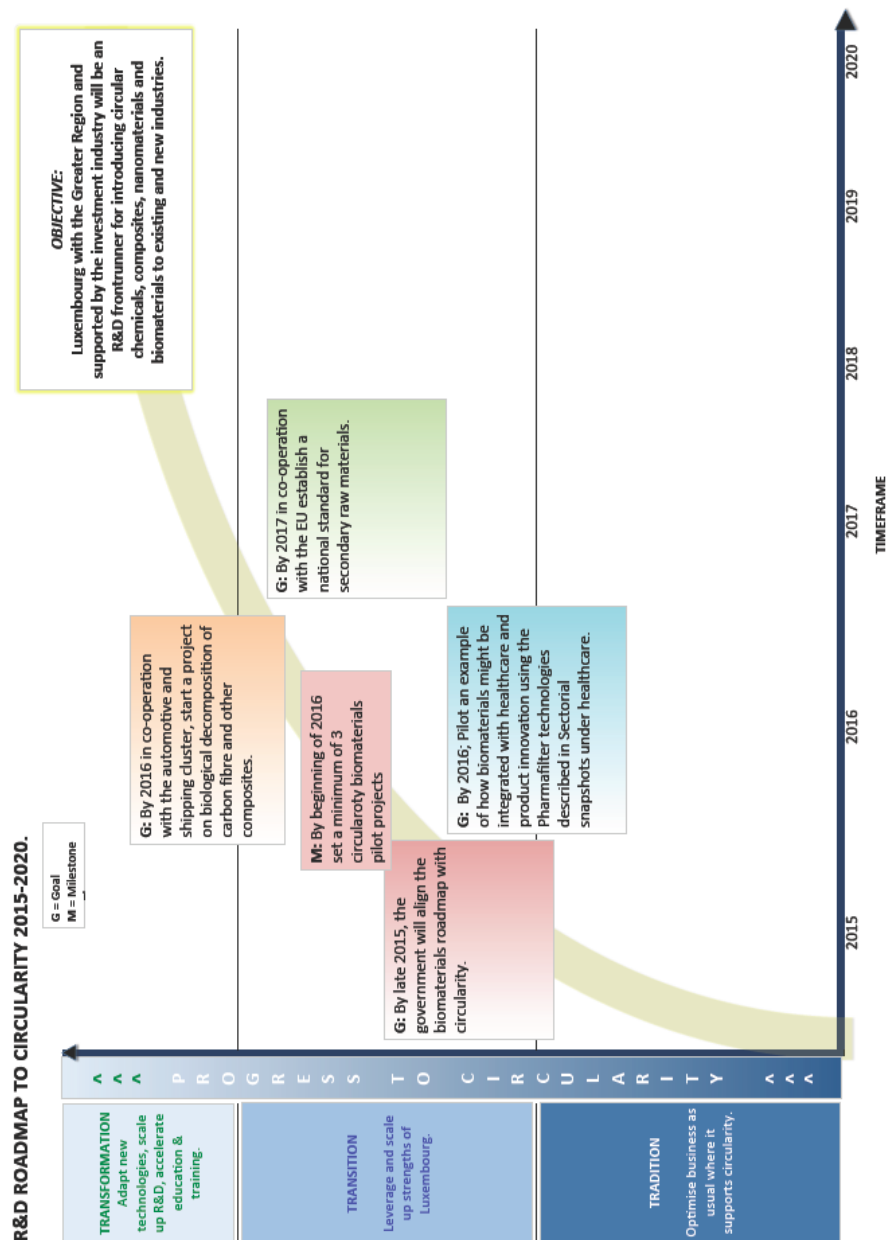 R&D ROADMAP TO CIRCULARITY 2015-2020.
G = Goal
M = Milestone
OBJECTIVE:
Luxembourg with the Greater Region and
supported by the investment industry will be an
R&D frontrunner for introducing circular
chemicals, composites, nanomaterials and
biomaterials to existing and new industries.
TRANSFORMATION
Adapt new
technologies, scale
up R&D, accelerate
education &
training.
TRANSITION
Leverage and scale
up strengths of
Luxembourg.
TRADITION
Optimise business as
usual where it
supports circularity.
^ ^ ^ P R O G R E S S T O C I R C U L A R I T Y ^ ^ ^
G: By 2016 in co-operation
with the automotive and
shipping cluster, start a project
on biological decomposition of
carbon fibre and other
composites.
G: By 2017 in co-operation
with the EU establish a
national standard for
secondary raw materials.
M: By beginning of 2016
set a minimum of 3
circularoty biomaterials
pilot projects
G: By late 2015, the
government will align the
biomaterials roadmap with
circularity.
G: By 2016; Pilot an example
of how biomaterials might be
integrated with healthcare and
product innovation using the
Pharmafilter technologies
described in Sectorial
snapshots under healthcare.
2015 2016 2017 2018 2019 2020
TIMEFRAME